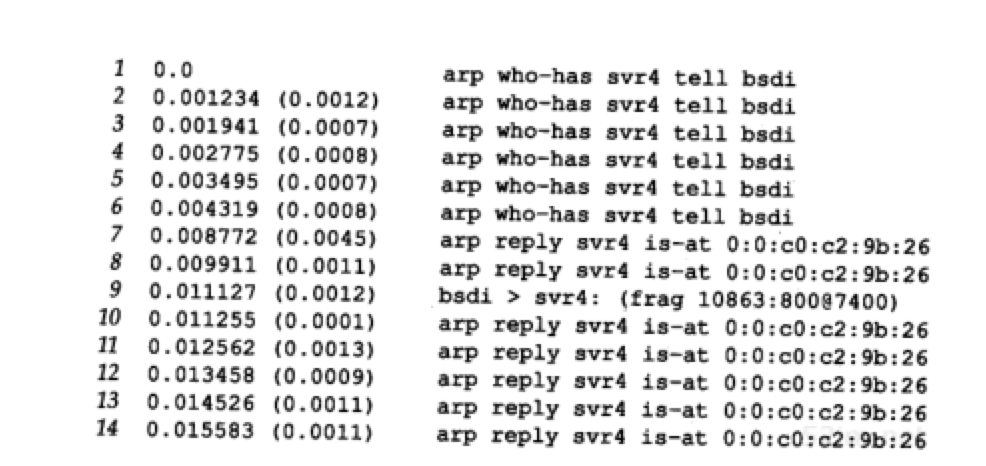 1 0.0 arp who-has svr4 tell bsdi
2 0.001234 (0.0012) arp who-has svr4 tell bsdi
3 0.001941 (0.0007) arp who-has svr4 tell bsdi
4 0.002775 (0.0008) arp who-has svr4 tell bsdi
5 0.003495 (0.0007) arp who-has svr4 tell bsdi
6 0.004319 (0.0008) arp who-has svr4 tell bsdi
7 0.008772 (0.0045) arp reply svr4 is-at 0:0:c0:c2:9b:26
8 0.009911 (0.0011) arp reply svr4 is-at 0:0:c0:c2:9b:26
9 0.011127 (0.0012) bsdi > svr4: (frag 10863:800@7400)
10 0.011255 (0.0001) arp reply svr4 is-at 0:0:c0:c2:9b:26
11 0.012562 (0.0013) arp reply svr4 is-at 0:0:c0:c2:9b:26
12 0.013458 (0.0009) arp reply svr4 is-at 0:0:c0:c2:9b:26
13 0.014526 (0.0011) arp reply svr4 is-at 0:0:c0:c2:9b:26
14 0.015583 (0.0011) arp reply svr4 is-at 0:0:c0:c2:9b:26